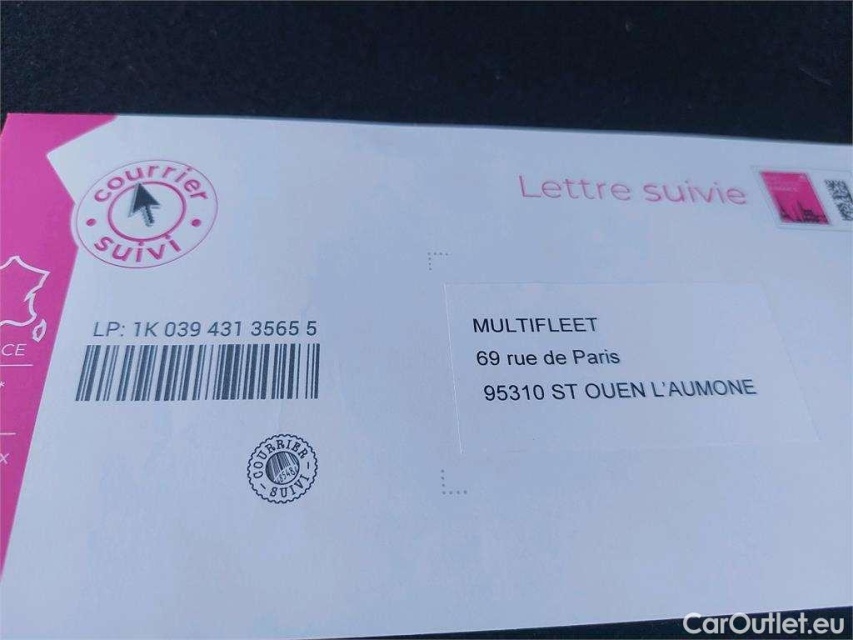 courrier
suivi
Lettre suivie
CE
*
x
LP: 1K 039 431 3565 5
MULTIFLEET
69 rue de Paris
95310 ST OUEN L'AUMONE
COURRIER
SUIVI
CarOutlet.eu